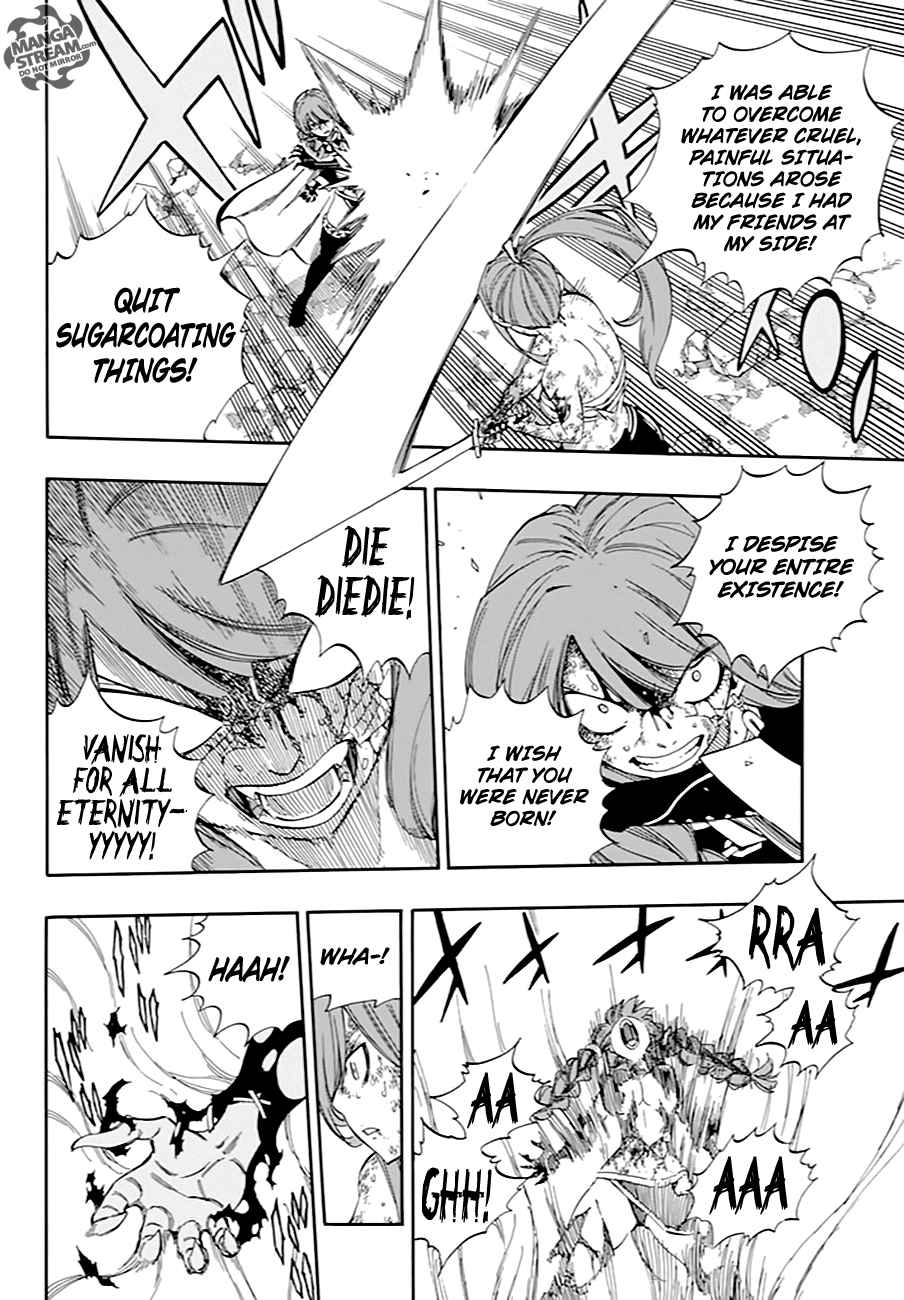 MANGA
STREAM.com
DO NOT MIRROR
I WAS ABLE
TO OVERCOME
WHATEVER CRUEL,
PAINFUL SITUA-
TIONS AROSE
BECAUSE I HAD
MY FRIENDS AT
MY SIDE!
QUIT
SUGARCOATING
THINGS!
I DESPISE
YOUR ENTIRE
EXISTENCE!
I WISH
THAT YOU
WERE NEVER
BORN!
DIE
DIEDIE!
VANISH
FOR ALL
ETERNITY-
YYYYY!
RRA
AA
AAA
AA
GHH!
WHA-!
HAAH!